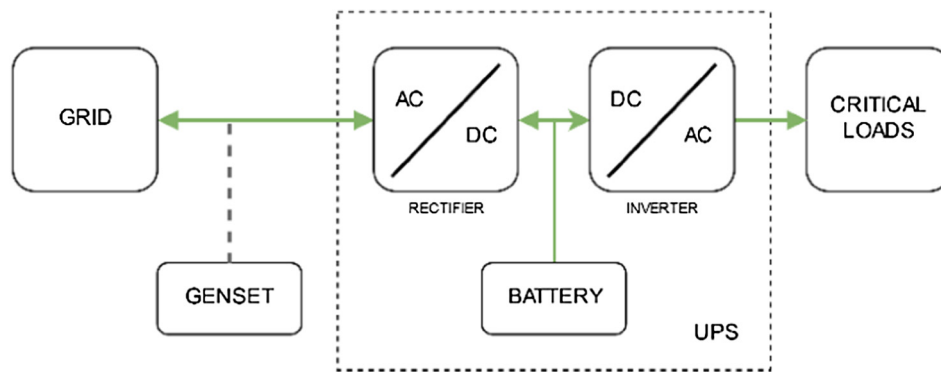 GRID
AC
DC
RECTIFIER
DC
AC
INVERTER
CRITICAL
LOADS
GENSET
BATTERY
UPS